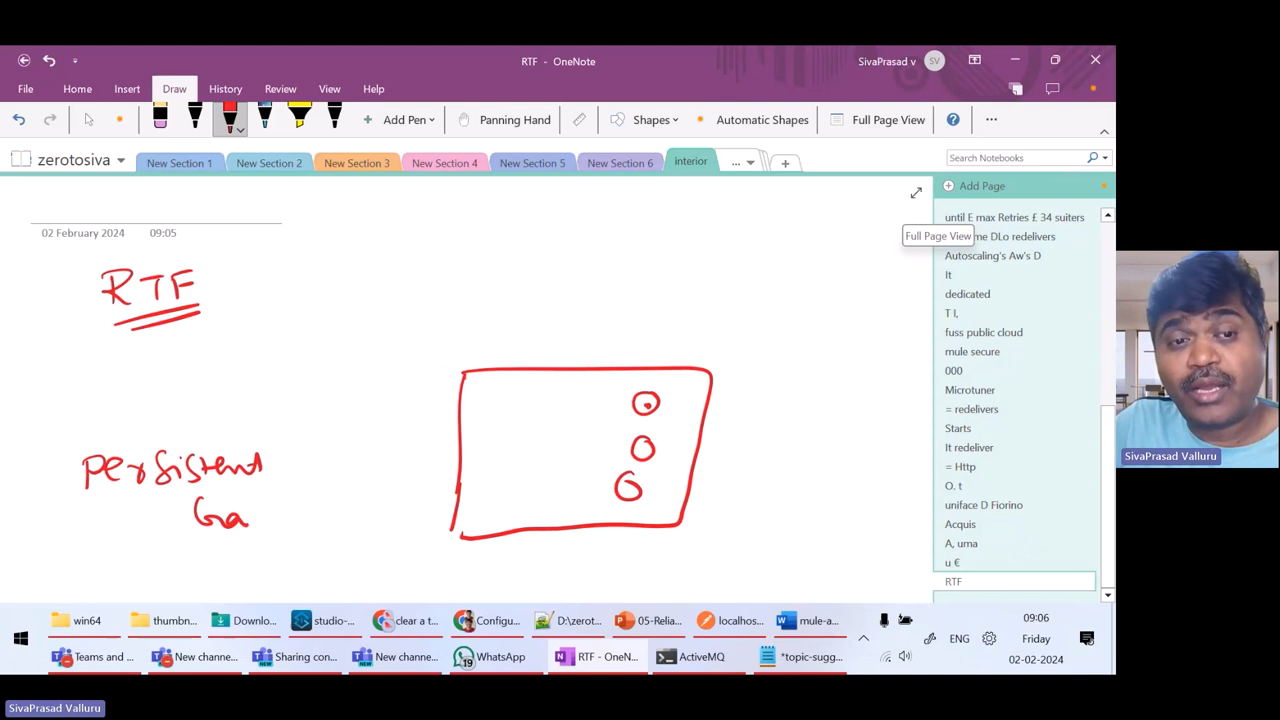 RTF - OneNote
SivaPrasad v
SV
File
Home
Insert
Draw
History
Review
View
Help
Add Pen
Panning Hand
Shapes
Automatic Shapes
Full Page View
zerotosiva
New Section 1
New Section 2
New Section 3
New Section 4
New Section 5
New Section 6
interior
...
Search Notebooks
Add Page
02 February 2024 09:05
RTF
Persistent
Ga
Full Page View
until E max Retries £ 34 suiters
me DLo redelivers
Autoscaling's Aw's D
It
dedicated
T I,
fuss public cloud
mule secure
000
Microtuner
= redelivers
Starts
It redeliver
= Http
O. t
uniface D Fiorino
Acquis
A, uma
u €
RTF
SivaPrasad Valluru
win64
thumbn...
Downlo...
studio-...
clear a t...
Configu...
D:\zerot...
05-Relia...
localhos...
mule-a...
Teams and ...
New channe...
Sharing con...
New channe...
WhatsApp
19
RTF - OneN...
ActiveMQ
*topic-sugg...
ENG
09:06
Friday
02-02-2024
SivaPrasad Valluru